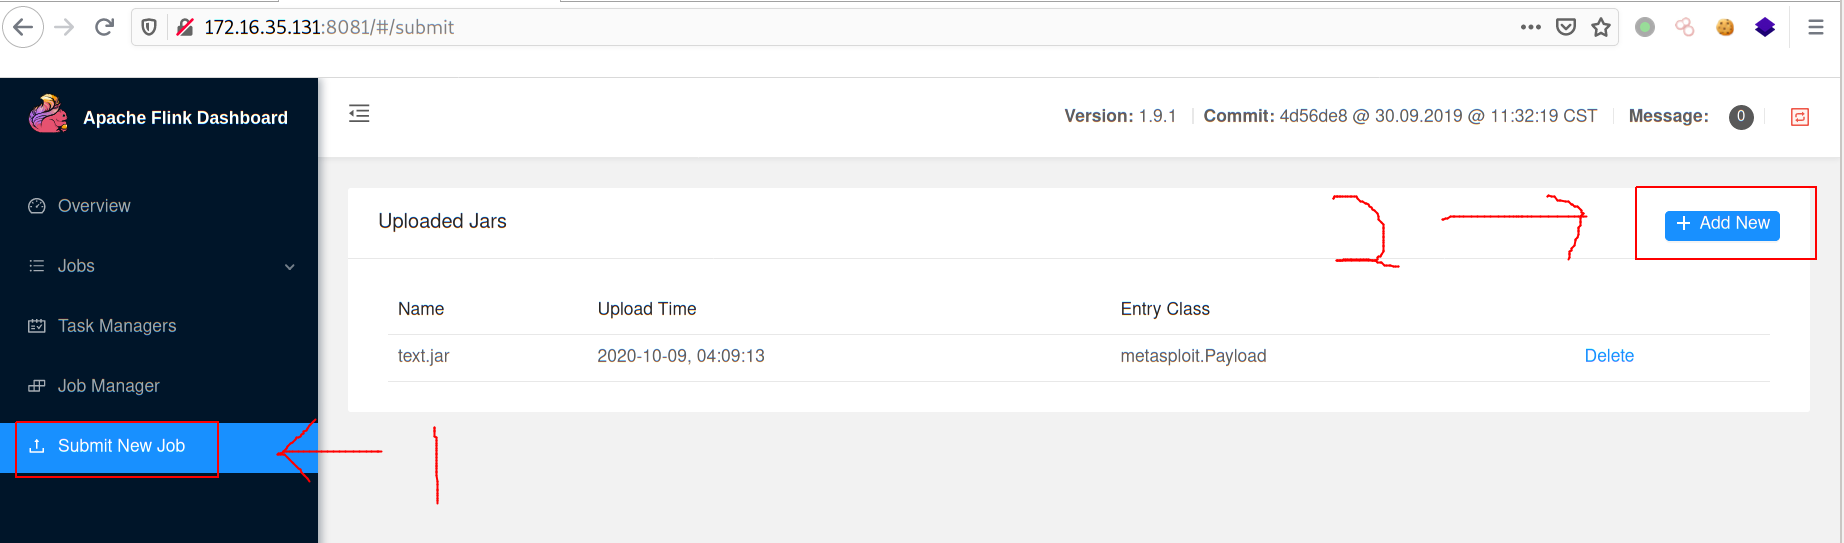 172.16.35.131:8081/#/submit
Apache Flink Dashboard
Version: 1.9.1 Commit: 4d56de8 @ 30.09.2019 @ 11:32:19 CST Message: 0
Overview
Jobs
Task Managers
Job Manager
Submit New Job
Uploaded Jars
2
+ Add New
Name Upload Time Entry Class
text.jar 2020-10-09, 04:09:13 metasploit.Payload Delete
1